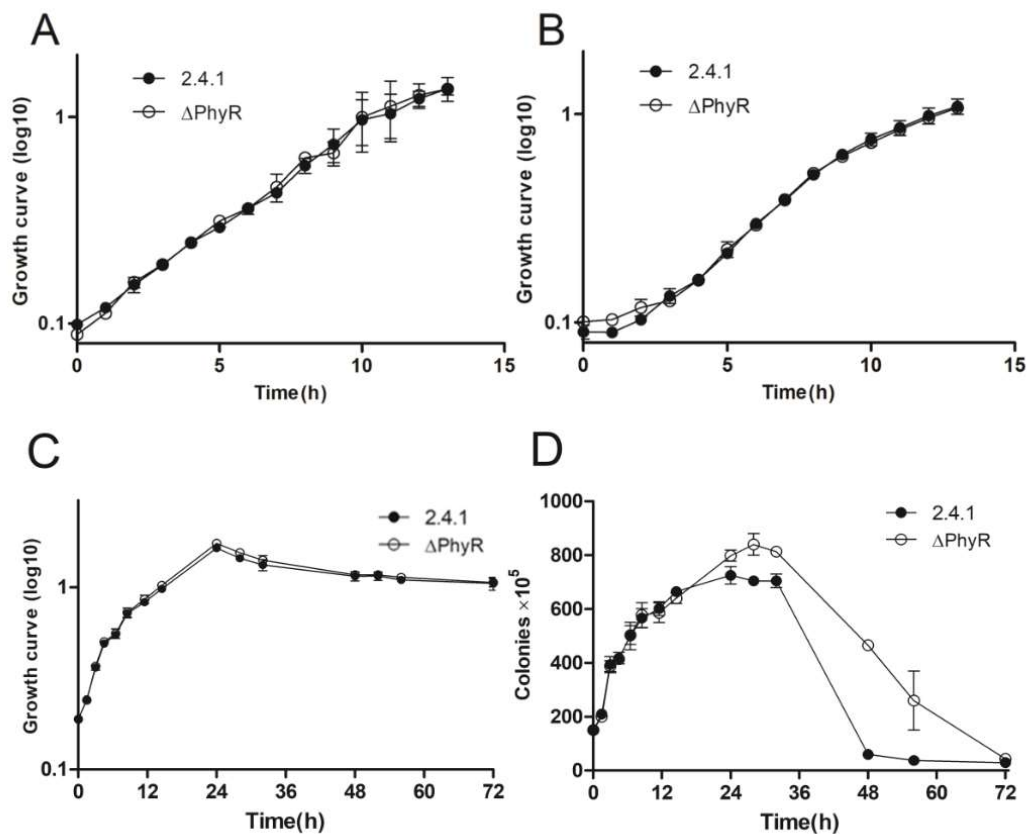 A
2.4.1
ΔPhyR
Growth curve (log10)
1
0.1
0 5 10 15
Time(h)
B
2.4.1
ΔPhyR
Growth curve (log10)
1
0.1
0 5 10 15
Time(h)
C
2.4.1
ΔPhyR
Growth curve (log10)
1
0.1
0 12 24 36 48 60 72
Time(h)
D
2.4.1
ΔPhyR
Colonies ×10⁵
1000
800
600
400
200
0
0 12 24 36 48 60 72
Time(h)